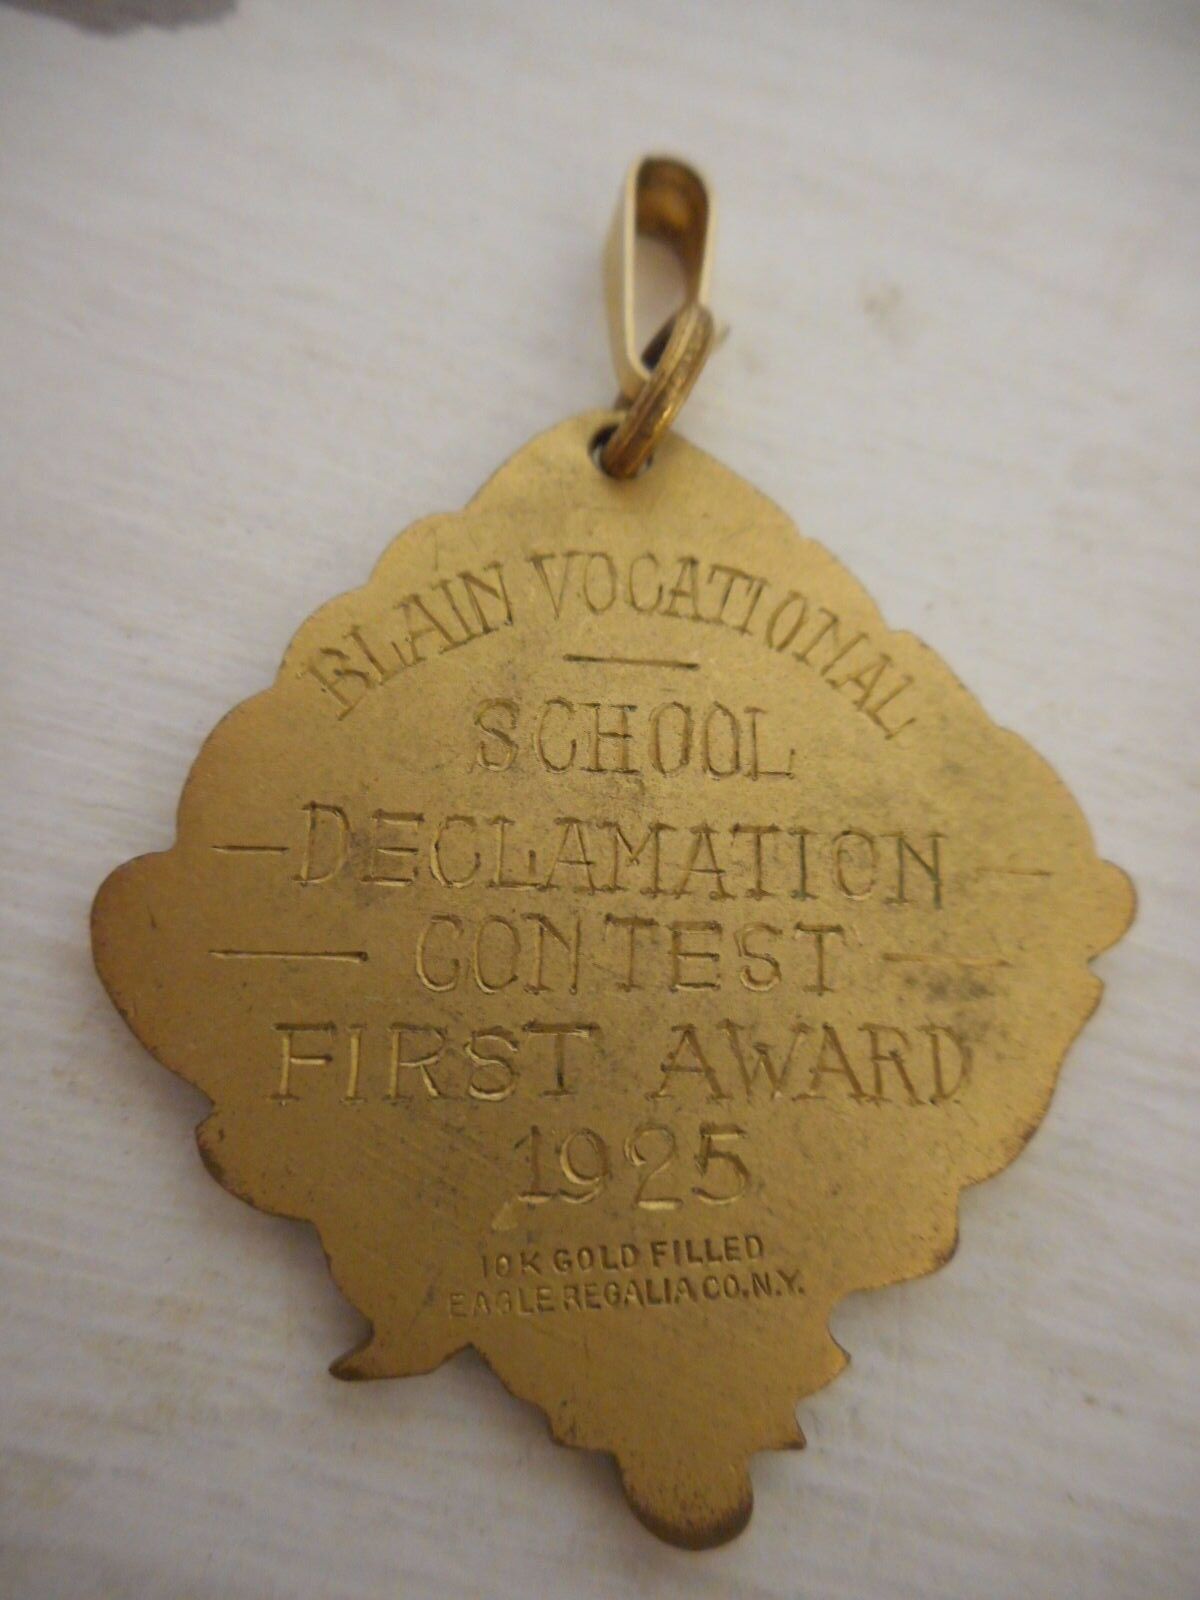 BLAIN VOCATIONAL
SCHOOL
DECLAMATION
CONTEST
FIRST AWARD
1925
10K GOLD FILLED
EAGLE REGALIA CO. N.Y.